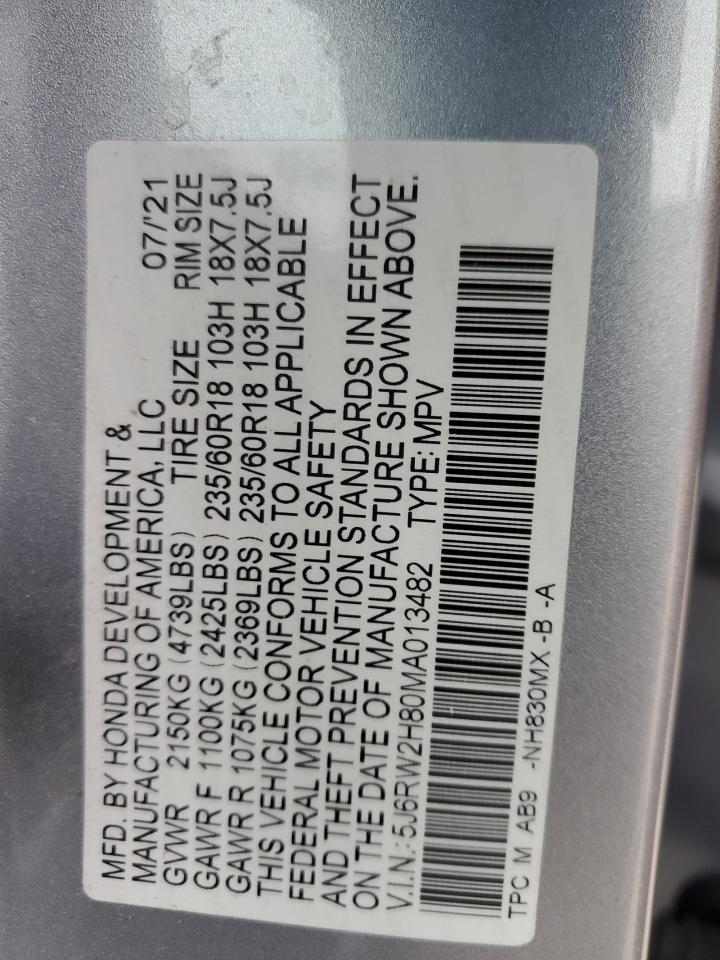 MFD. BY HONDA DEVELOPMENT &
MANUFACTURING OF AMERICA, LLC 07/'21
GVWR 2150KG (4739LBS) TIRE SIZE RIM SIZE
GAWR F 1100KG (2425LBS) 235/60R18 103H 18X7.5J
GAWR R 1075KG (2369LBS) 235/60R18 103H 18X7.5J
THIS VEHICLE CONFORMS TO ALL APPLICABLE
FEDERAL MOTOR VEHICLE SAFETY
AND THEFT PREVENTION STANDARDS IN EFFECT
ON THE DATE OF MANUFACTURE SHOWN ABOVE.
V.I.N.: 5J6RW2H80MA013482 TYPE: MPV
TPC M AB9 -NH830MX -B -A